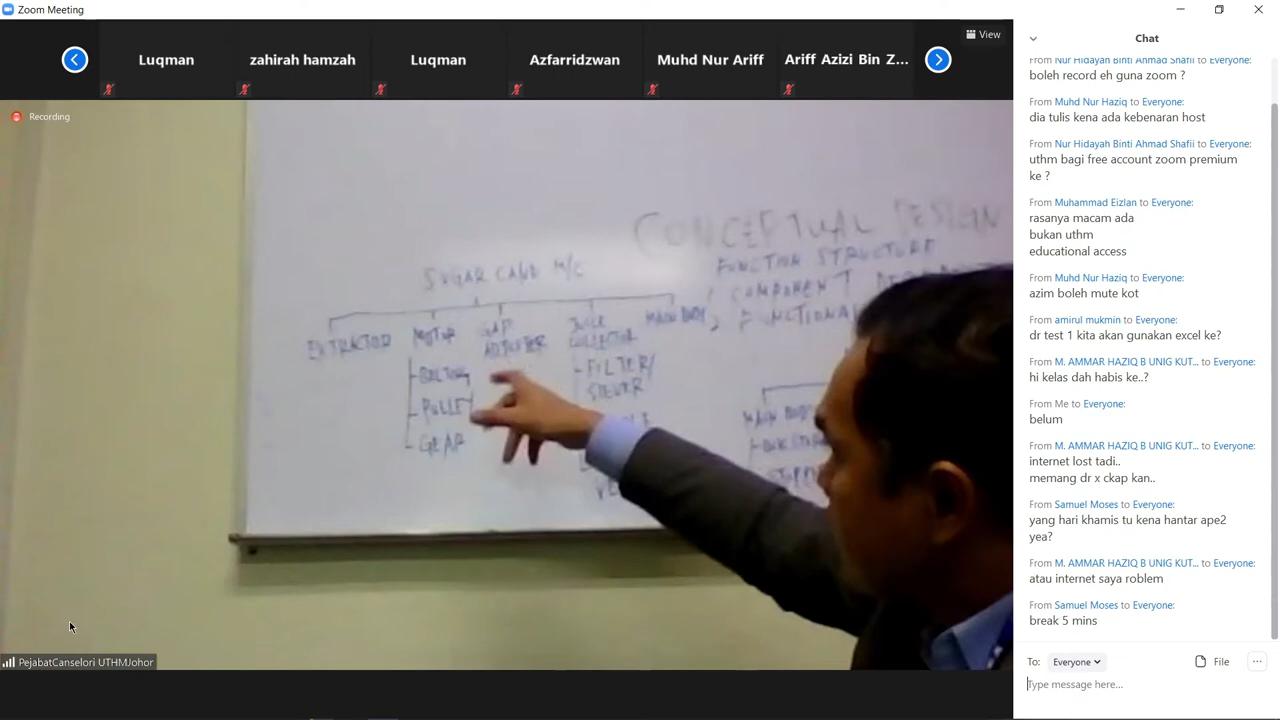 Zoom Meeting
View
Luqman
zahirah hamzah
Luqman
Azfarridzwan
Muhd Nur Ariff
Ariff Azizi Bin Z...
Recording
CONCEPTUAL DESIGN
SUGAR CANE M/C
FUNCTION STRUCTURE
COMPONENT
FUNCTIONAL
EXTRACTOR
MOTOR
GAP
ADJUSTER
JUICE
COLLECTOR
MAIN BODY
BELTING
PULLEY
GEAR
FILTER/
MAIN BODY
PejabatCanselori UTHMJohor
Chat
From Nur Hidayah Binti Ahmad Shafii to Everyone:
boleh record eh guna zoom ?
From Muhd Nur Haziq to Everyone:
dia tulis kena ada kebenaran host
From Nur Hidayah Binti Ahmad Shafii to Everyone:
uthm bagi free account zoom premium
ke ?
From Muhammad Eizlan to Everyone:
rasanya macam ada
bukan uthm
educational access
From Muhd Nur Haziq to Everyone:
azim boleh mute kot
From amirul mukmin to Everyone:
dr test 1 kita akan gunakan excel ke?
From M. AMMAR HAZIQ B UNIG KUT... to Everyone:
hi kelas dah habis ke..?
From Me to Everyone:
belum
From M. AMMAR HAZIQ B UNIG KUT... to Everyone:
internet lost tadi..
memang dr x ckap kan..
From Samuel Moses to Everyone:
yang hari khamis tu kena hantar ape2
yea?
From M. AMMAR HAZIQ B UNIG KUT... to Everyone:
atau internet saya roblem
From Samuel Moses to Everyone:
break 5 mins
To: Everyone
File
Type message here...